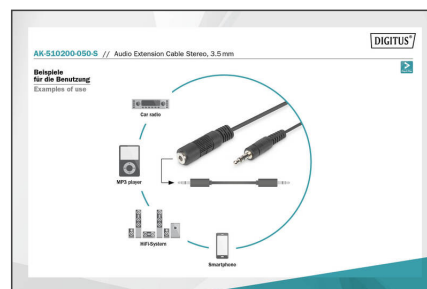 DIGITUS®
AK-510200-050-S // Audio Extension Cable Stereo, 3.5 mm
Beispiele
für die Benutzung
Examples of use
Car radio
MP3 player
HiFi-System
Smartphone